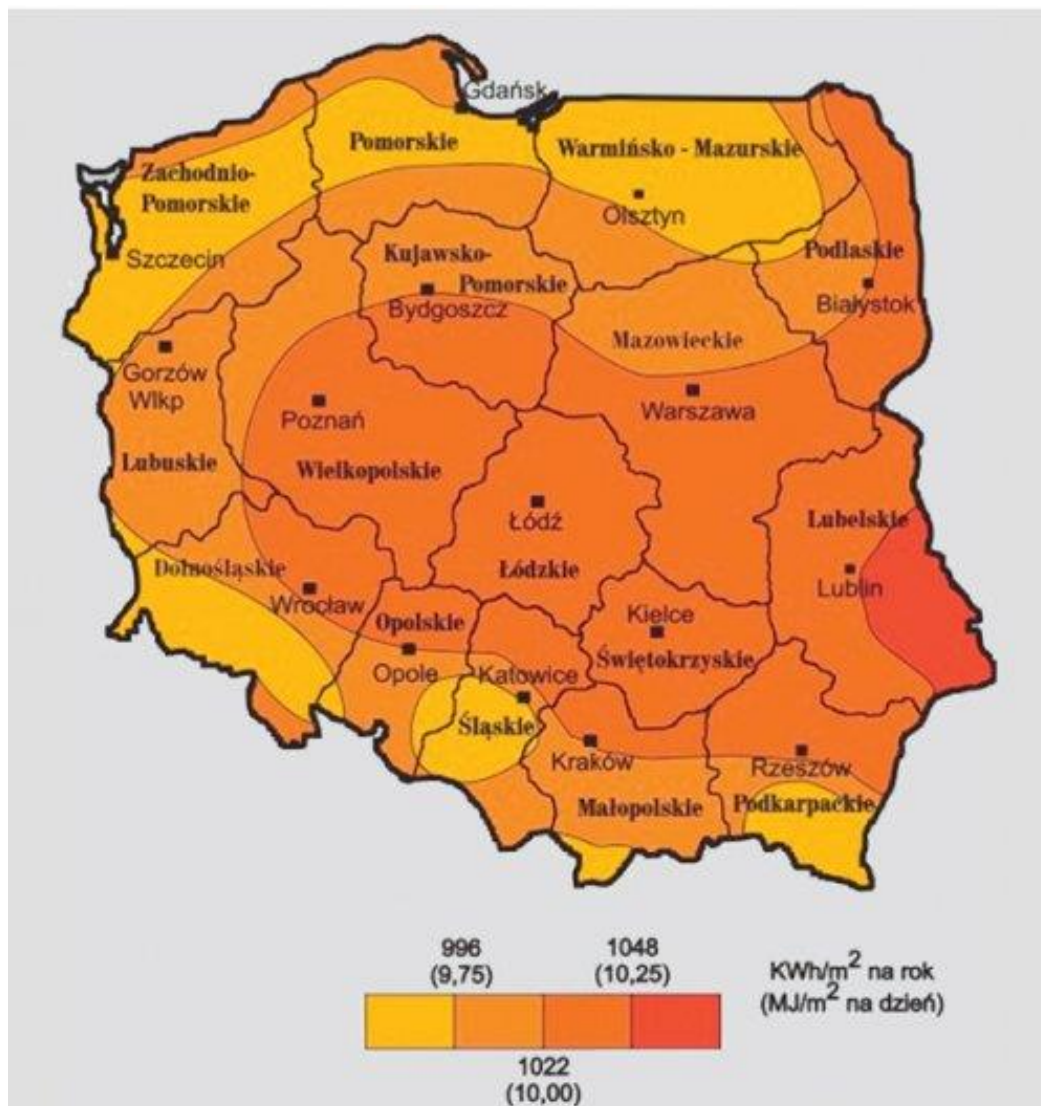 Gdańsk
Pomorskie
Warmińsko - Mazurskie
Zachodnio-
Pomorskie
Olsztyn
Szczecin
Kujawsko-
Pomorskie
Podlaskie
Bydgoszcz
Białystok
Mazowieckie
Gorzów
Wlkp
Poznań
Warszawa
Lubuskie
Wielkopolskie
Łódź
Lubelskie
Dolnośląskie
Łódzkie
Lublin
Wrocław
Kielce
Opolskie
Świętokrzyskie
Opole
Katowice
Śląskie
Kraków
Rzeszów
Małopolskie
Podkarpackie
996
(9,75)
1048
(10,25)
KWh/m² na rok
(MJ/m² na dzień)
1022
(10,00)